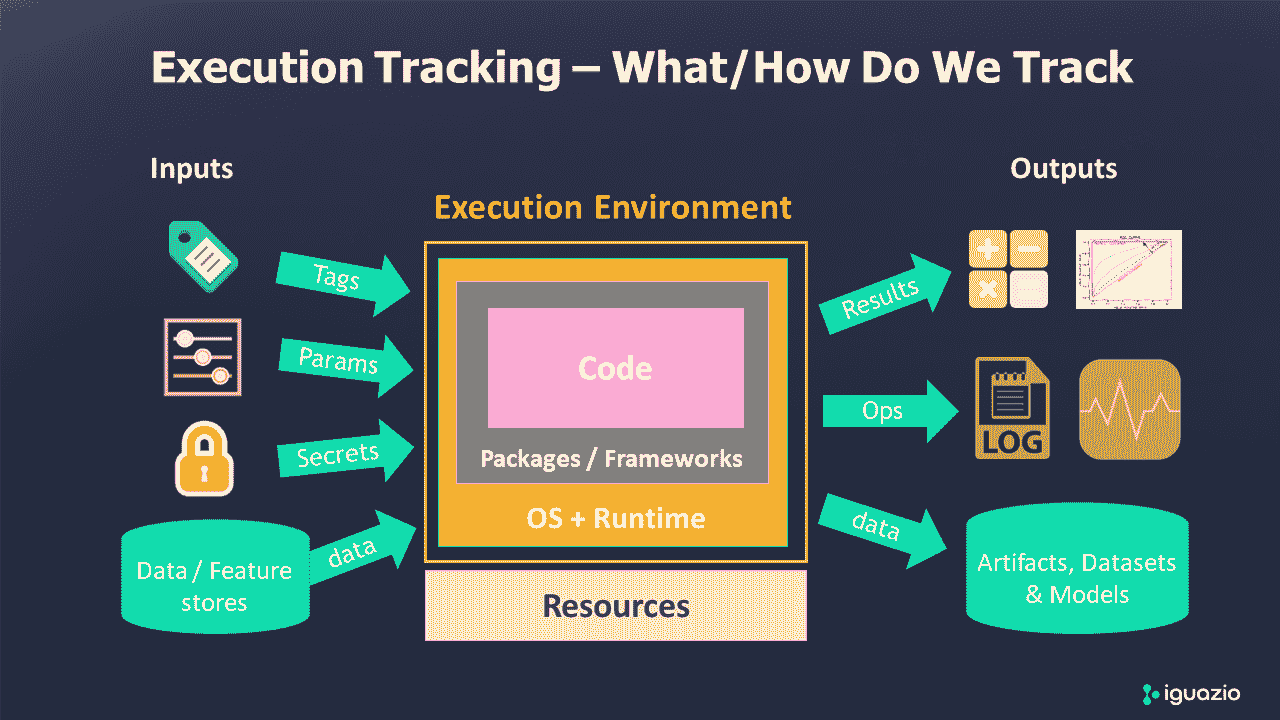 Execution Tracking – What/How Do We Track
Inputs
Outputs
Execution Environment
Tags
Params
Secrets
data
Data / Feature
stores
Code
Packages / Frameworks
OS + Runtime
Resources
Results
Ops
data
LOG
Artifacts, Datasets
& Models
iguazio